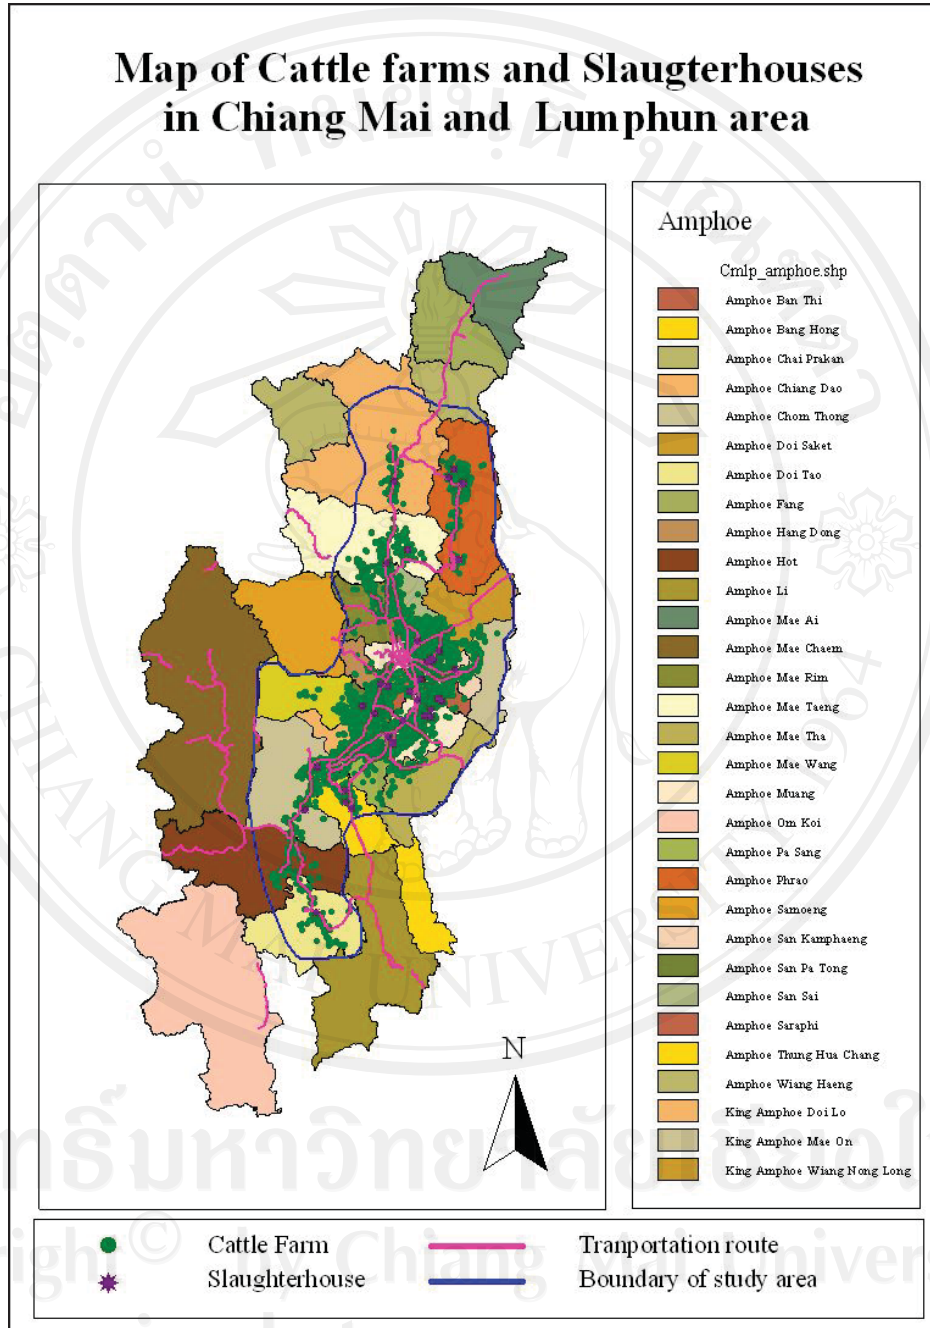 Map of Cattle farms and Slaugterhouses
in Chiang Mai and Lumphun area
Amphoe
Cmlp_amphoe.shp
Amphoe Ban Thi
Amphoe Bang Hong
Amphoe Chai Prakan
Amphoe Chiang Dao
Amphoe Chom Thong
Amphoe Doi Saket
Amphoe Doi Tao
Amphoe Fang
Amphoe Hang Dong
Amphoe Hot
Amphoe Li
Amphoe Mae Ai
Amphoe Mae Chaem
Amphoe Mae Rim
Amphoe Mae Taeng
Amphoe Mae Tha
Amphoe Mae Wang
Amphoe Muang
Amphoe Om Koi
Amphoe Pa Sang
Amphoe Phrao
Amphoe Samoeng
Amphoe San Kamphaeng
Amphoe San Pa Tong
Amphoe San Sai
Amphoe Saraphi
Amphoe Thung Hua Chang
Amphoe Wiang Haeng
King Amphoe Doi Lo
King Amphoe Mae On
King Amphoe Wiang Nong Long
N
Cattle Farm
Tranportation route
Slaughterhouse
Boundary of study area
CHIANG MAI UNIVERSITY
by Chiang Mai